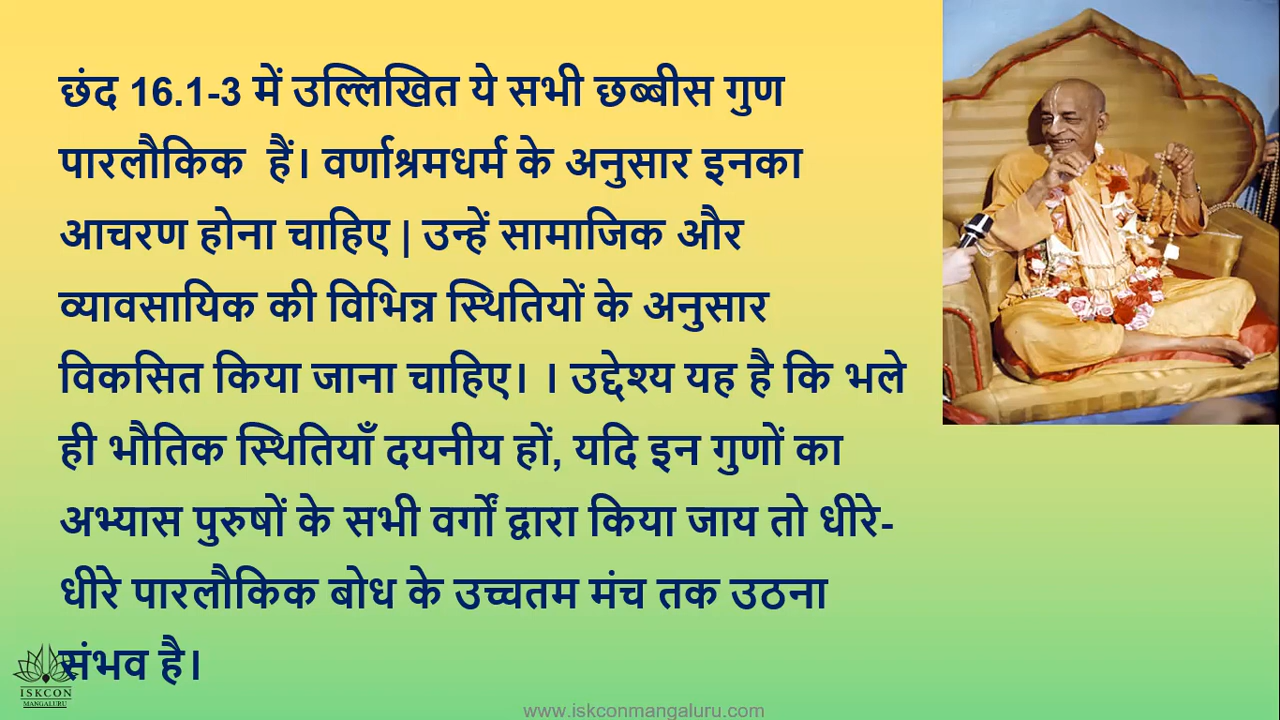 छंद 16.1-3 में उल्लिखित ये सभी छब्बीस गुण
पारलौकिक हैं। वर्णाश्रमधर्म के अनुसार इनका
आचरण होना चाहिए | उन्हें सामाजिक और
व्यावसायिक की विभिन्न स्थितियों के अनुसार
विकसित किया जाना चाहिए। । उद्देश्य यह है कि भले
ही भौतिक स्थितियाँ दयनीय हों, यदि इन गुणों का
अभ्यास पुरुषों के सभी वर्गों द्वारा किया जाय तो धीरे-
धीरे पारलौकिक बोध के उच्चतम मंच तक उठना
संभव है।
ISKCON
MANGALURU
www.iskconmangaluru.com